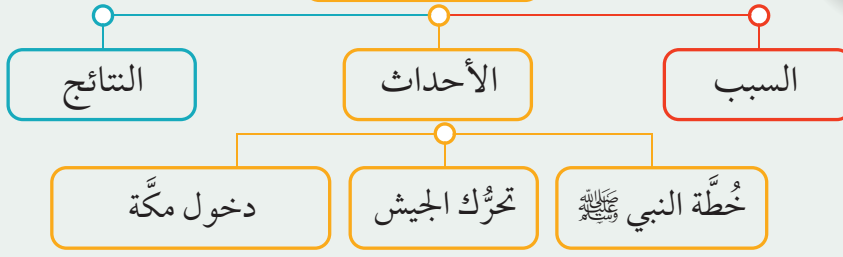 السبب
الأحداث
النتائج
خُطَّة النبي ﷺ
تحرُّك الجيش
دخول مكَّة